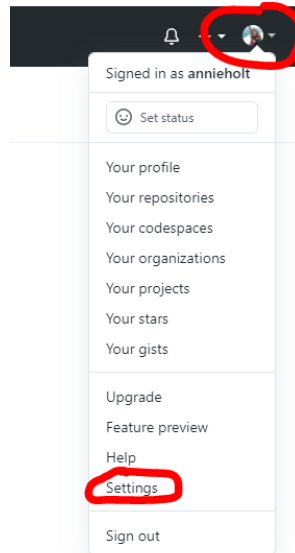 Signed in as annieholt
Set status
Your profile
Your repositories
Your codespaces
Your organizations
Your projects
Your stars
Your gists
Upgrade
Feature preview
Help
Settings
Sign out